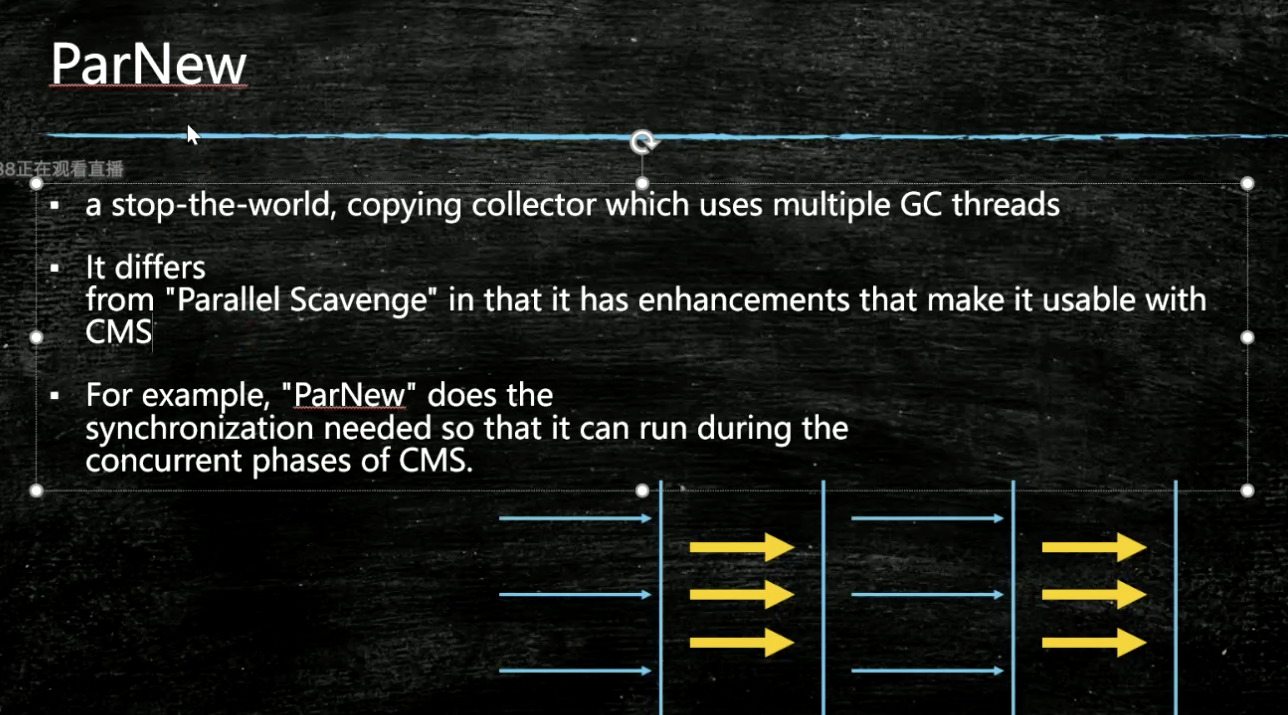 ParNew
88正在观看直播
▪ a stop-the-world, copying collector which uses multiple GC threads
▪ It differs
from "Parallel Scavenge" in that it has enhancements that make it usable with
CMS
▪ For example, "ParNew" does the
synchronization needed so that it can run during the
concurrent phases of CMS.